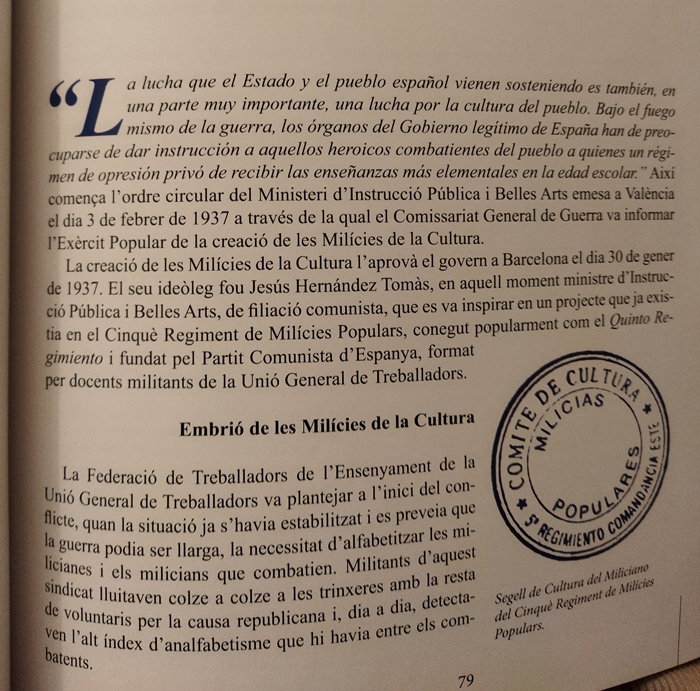 “La lucha que el Estado y el pueblo español vienen sosteniendo es también, en
una parte muy importante, una lucha por la cultura del pueblo. Bajo el fuego
mismo de la guerra, los órganos del Gobierno legítimo de España han de preo-
cuparse de dar instrucción a aquellos heroicos combatientes del pueblo a quienes un régi-
men de opresión privó de recibir las enseñanzas más elementales en la edad escolar.” Així
comença l’ordre circular del Ministeri d’Instrucció Pública i Belles Arts emesa a València
el dia 3 de febrer de 1937 a través de la qual el Comissariat General de Guerra va informar
l’Exèrcit Popular de la creació de les Milícies de la Cultura.
La creació de les Milícies de la Cultura l’aprovà el govern a Barcelona el dia 30 de gener
de 1937. El seu ideòleg fou Jesús Hernández Tomàs, en aquell moment ministre d’Instruc-
ció Pública i Belles Arts, de filiació comunista, que es va inspirar en un projecte que ja exis-
tia en el Cinquè Regiment de Milícies Populars, conegut popularment com el Quinto Re-
gimiento i fundat pel Partit Comunista d’Espanya, format
per docents militants de la Unió General de Treballadors.
Embrió de les Milícies de la Cultura
La Federació de Treballadors de l’Ensenyament de la
Unió General de Treballadors va plantejar a l’inici del con-
flicte, quan la situació ja s’havia estabilitzat i es preveia que
la guerra podia ser llarga, la necessitat d’alfabetitzar les mi-
licianes i els milicians que combatien. Militants d’aquest
sindicat lluitaven colze a colze a les trinxeres amb la resta
de voluntaris per la causa republicana i, dia a dia, detecta-
ven l’alt índex d’analfabetisme que hi havia entre els com-
batents.
COMITE DE CULTURA
MILICIAS
POPULARES
5º REGIMIENTO COMANDANCIA ESTE
Segell de Cultura del Miliciano
del Cinquè Regiment de Milícies
Populars.
79